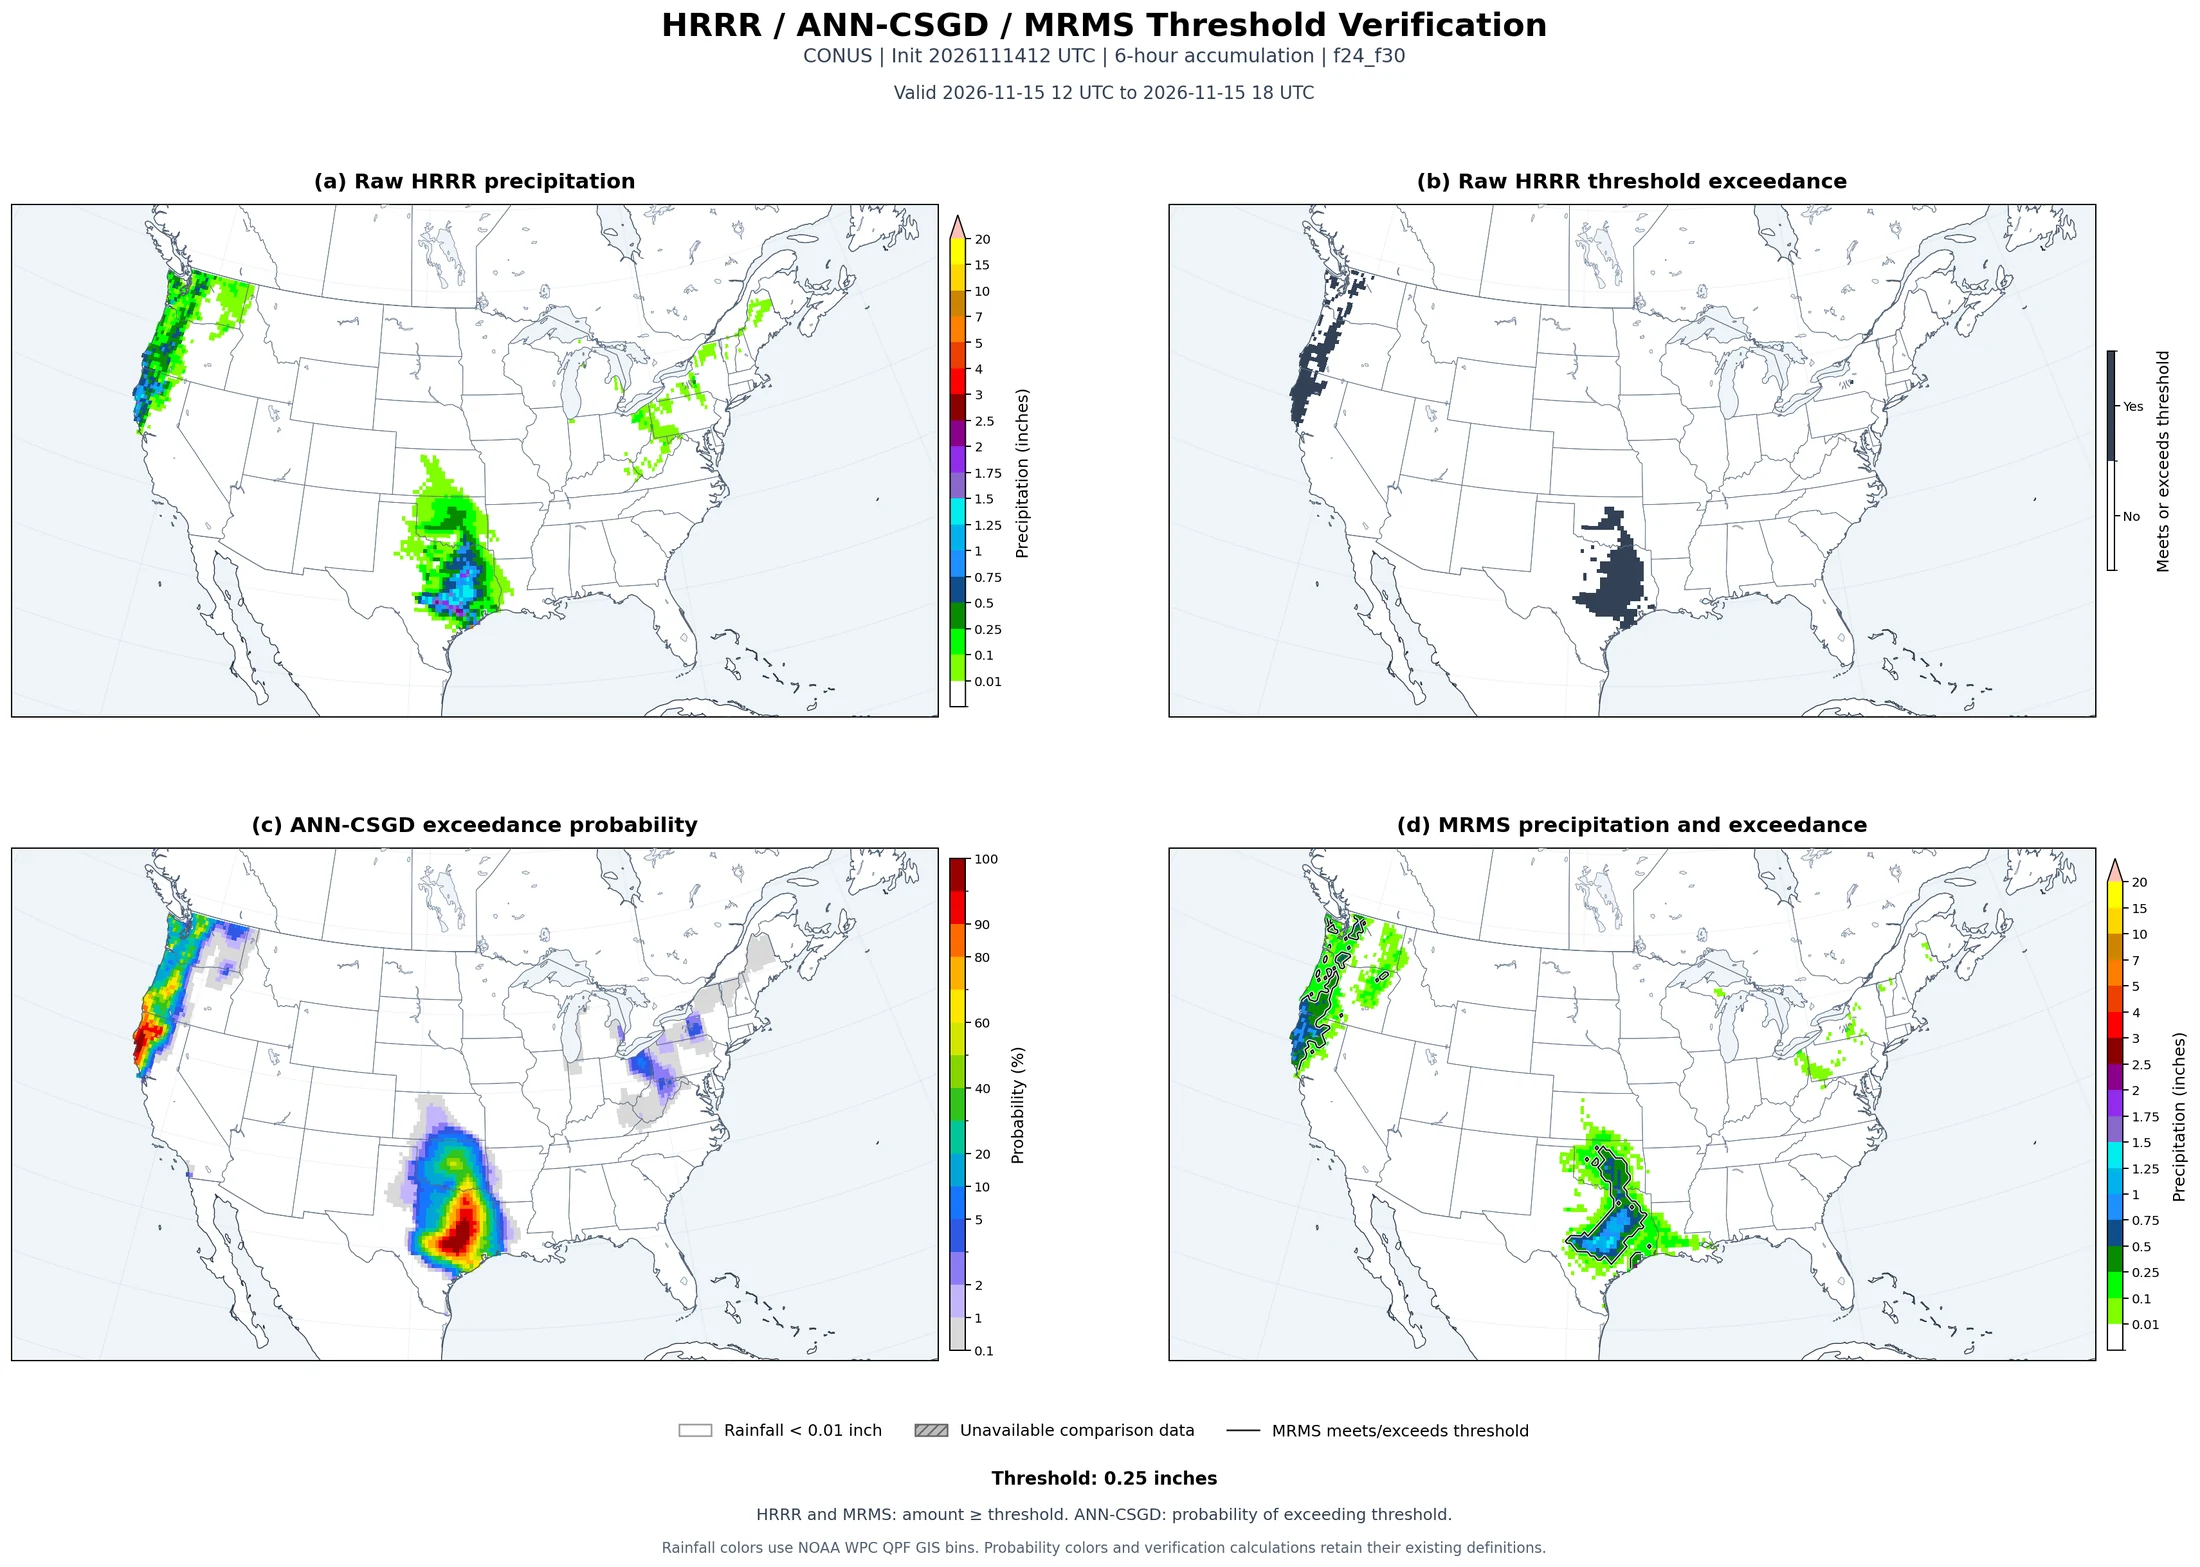 HRRR / ANN-CSGD / MRMS Threshold Verification
CONUS | Init 2026111412 UTC | 6-hour accumulation | f24_f30
Valid 2026-11-15 12 UTC to 2026-11-15 18 UTC
(a) Raw HRRR precipitation
20
15
10
7
5
4
3
2.5
2
1.75
1.5
1.25
1
0.75
0.5
0.25
0.1
0.01
Precipitation (inches)
(b) Raw HRRR threshold exceedance
Yes
No
Meets or exceeds threshold
(c) ANN-CSGD exceedance probability
100
90
80
60
40
20
10
5
2
1
0.1
Probability (%)
(d) MRMS precipitation and exceedance
20
15
10
7
5
4
3
2.5
2
1.75
1.5
1.25
1
0.75
0.5
0.25
0.1
0.01
Precipitation (inches)
Rainfall < 0.01 inch
Unavailable comparison data
MRMS meets/exceeds threshold
Threshold: 0.25 inches
HRRR and MRMS: amount ≥ threshold. ANN-CSGD: probability of exceeding threshold.
Rainfall colors use NOAA WPC QPF GIS bins. Probability colors and verification calculations retain their existing definitions.